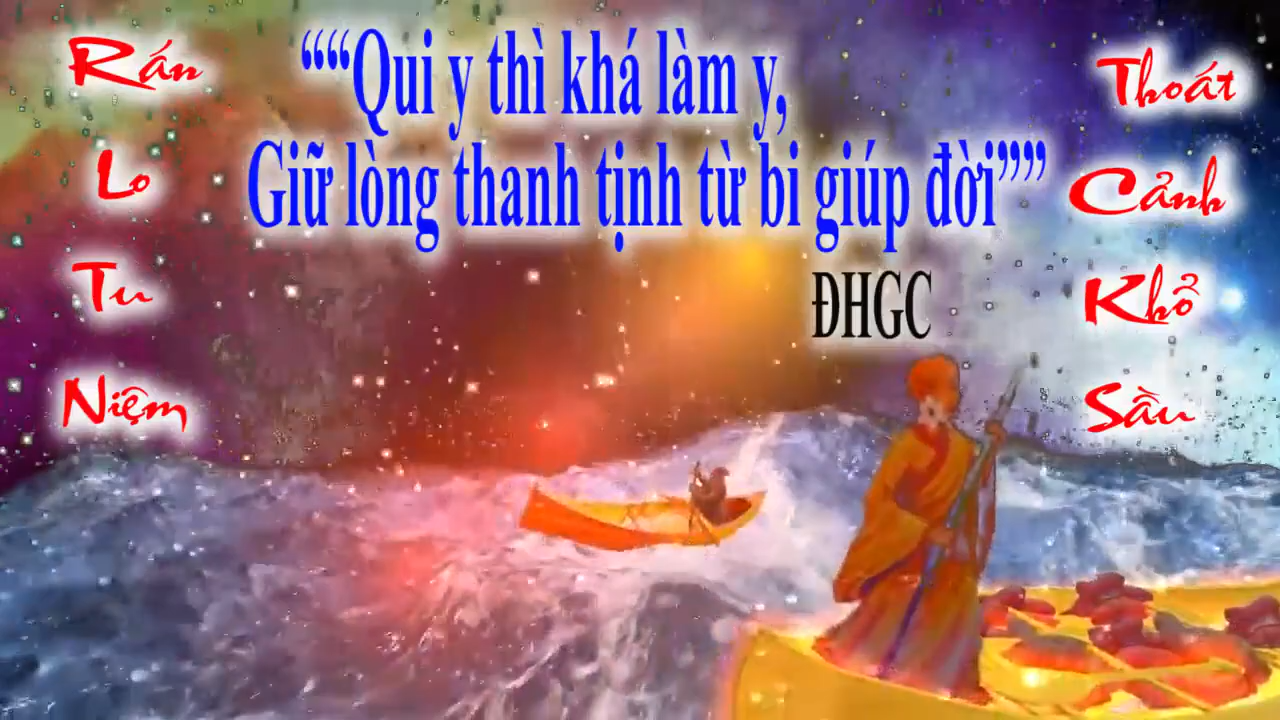 Rấn
Lo
Tu
Niệm
““Qui y thì khá làm y,
Giữ lòng thanh tịnh từ bi giúp đời””
ĐHGC
Thoát
Cảnh
Khổ
Sầu